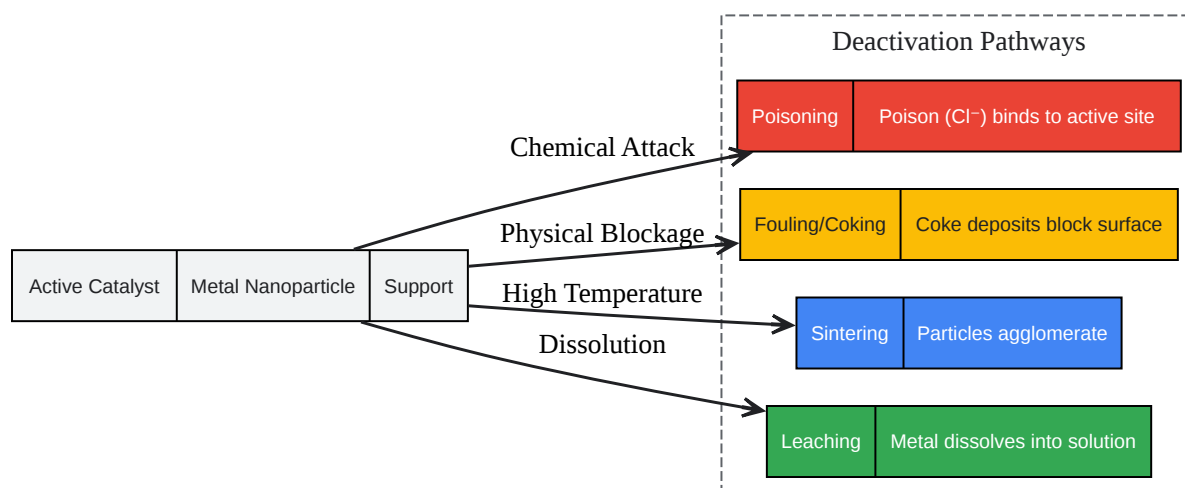 Deactivation Pathways
Poisoning Poison (Cl⁻) binds to active site
Chemical Attack
Fouling/Coking Coke deposits block surface
Physical Blockage
Active Catalyst Metal Nanoparticle Support
High Temperature
Sintering Particles agglomerate
Dissolution
Leaching Metal dissolves into solution